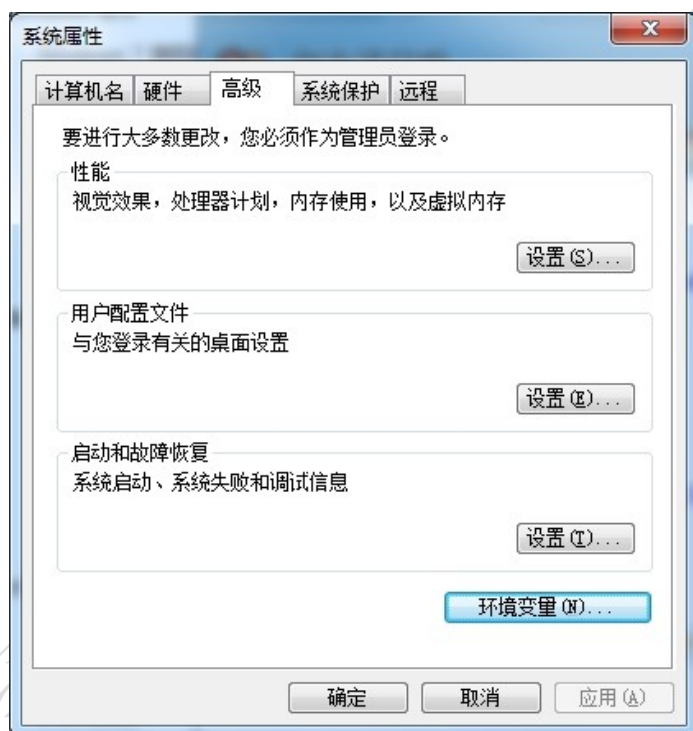 系统属性
计算机名 硬件 高级 系统保护 远程
要进行大多数更改，您必须作为管理员登录。
性能
视觉效果，处理器计划，内存使用，以及虚拟内存
设置(S)...
用户配置文件
与您登录有关的桌面设置
设置(E)...
启动和故障恢复
系统启动、系统失败和调试信息
设置(T)...
环境变量(N)...
确定 取消 应用(A)